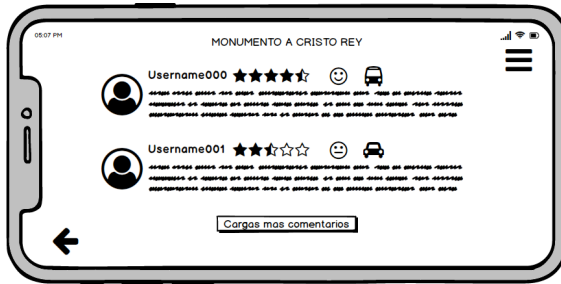 05:07 PM
MONUMENTO A CRISTO REY
Username000
Username001
Cargas mas comentarios